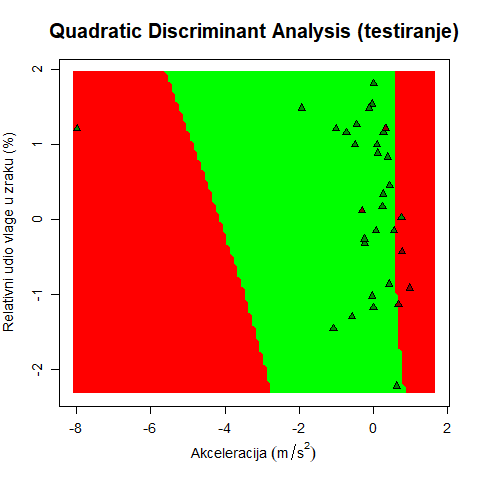 Quadratic Discriminant Analysis (testiranje)
2
1
0
-1
-2
Relativni udio vlage u zraku (%)
-8 -6 -4 -2 0 2
Akceleracija (m/s²)